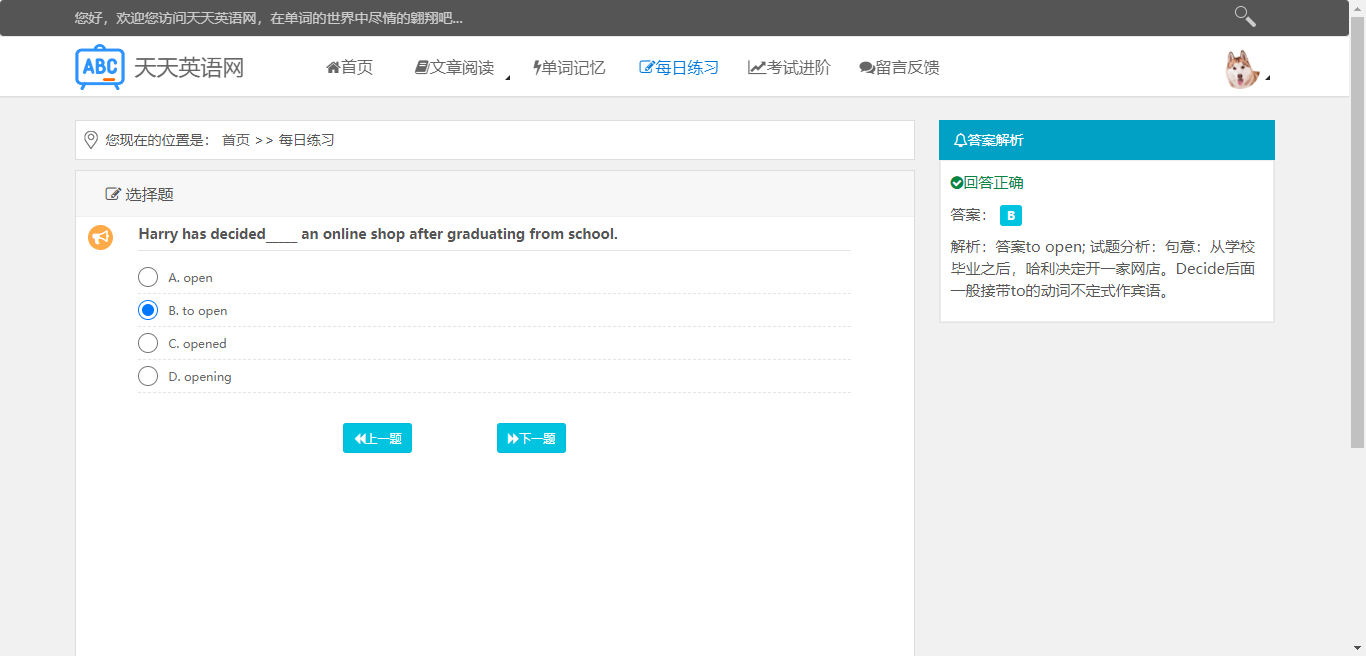 您好，欢迎您访问天天英语网，在单词的世界中尽情的翱翔吧...
ABC 天天英语网 首页 文章阅读 单词记忆 每日练习 考试进阶 留言反馈
您现在的位置是： 首页 >> 每日练习
选择题
Harry has decided_____ an online shop after graduating from school.
A. open
B. to open
C. opened
D. opening
上一题 下一题
答案解析
回答正确
答案： B
解析：答案to open; 试题分析：句意：从学校
毕业之后，哈利决定开一家网店。Decide后面
一般接带to的动词不定式作宾语。